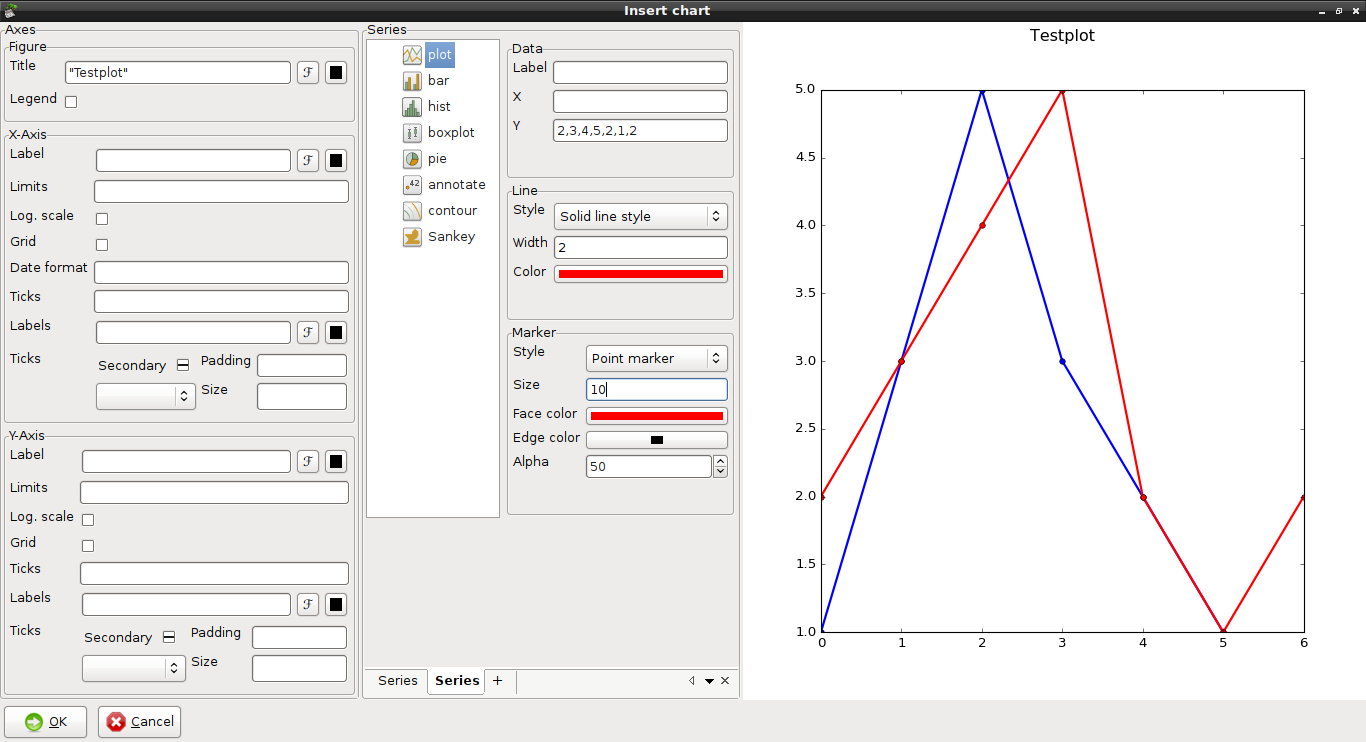 Insert chart
Axes
Figure
Title "Testplot" ℱ
Legend
X-Axis
Label ℱ
Limits
Log. scale
Grid
Date format
Ticks
Labels ℱ
Ticks Secondary Padding
Size
Y-Axis
Label ℱ
Limits
Log. scale
Grid
Ticks
Labels ℱ
Ticks Secondary Padding
Size
Series
plot
bar
hist
boxplot
pie
.42 annotate
contour
Sankey
Data
Label
X
Y 2,3,4,5,2,1,2
Line
Style Solid line style
Width 2
Color
Marker
Style Point marker
Size 10
Face color
Edge color
Alpha 50
Series Series +
Testplot
5.0
4.5
4.0
3.5
3.0
2.5
2.0
1.5
1.0
0 1 2 3 4 5 6
OK Cancel